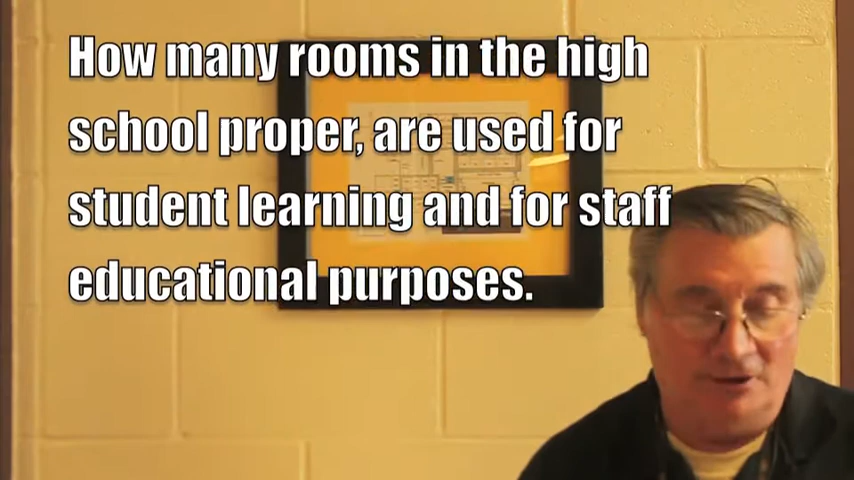 How many rooms in the high
school proper, are used for
student learning and for staff
educational purposes.